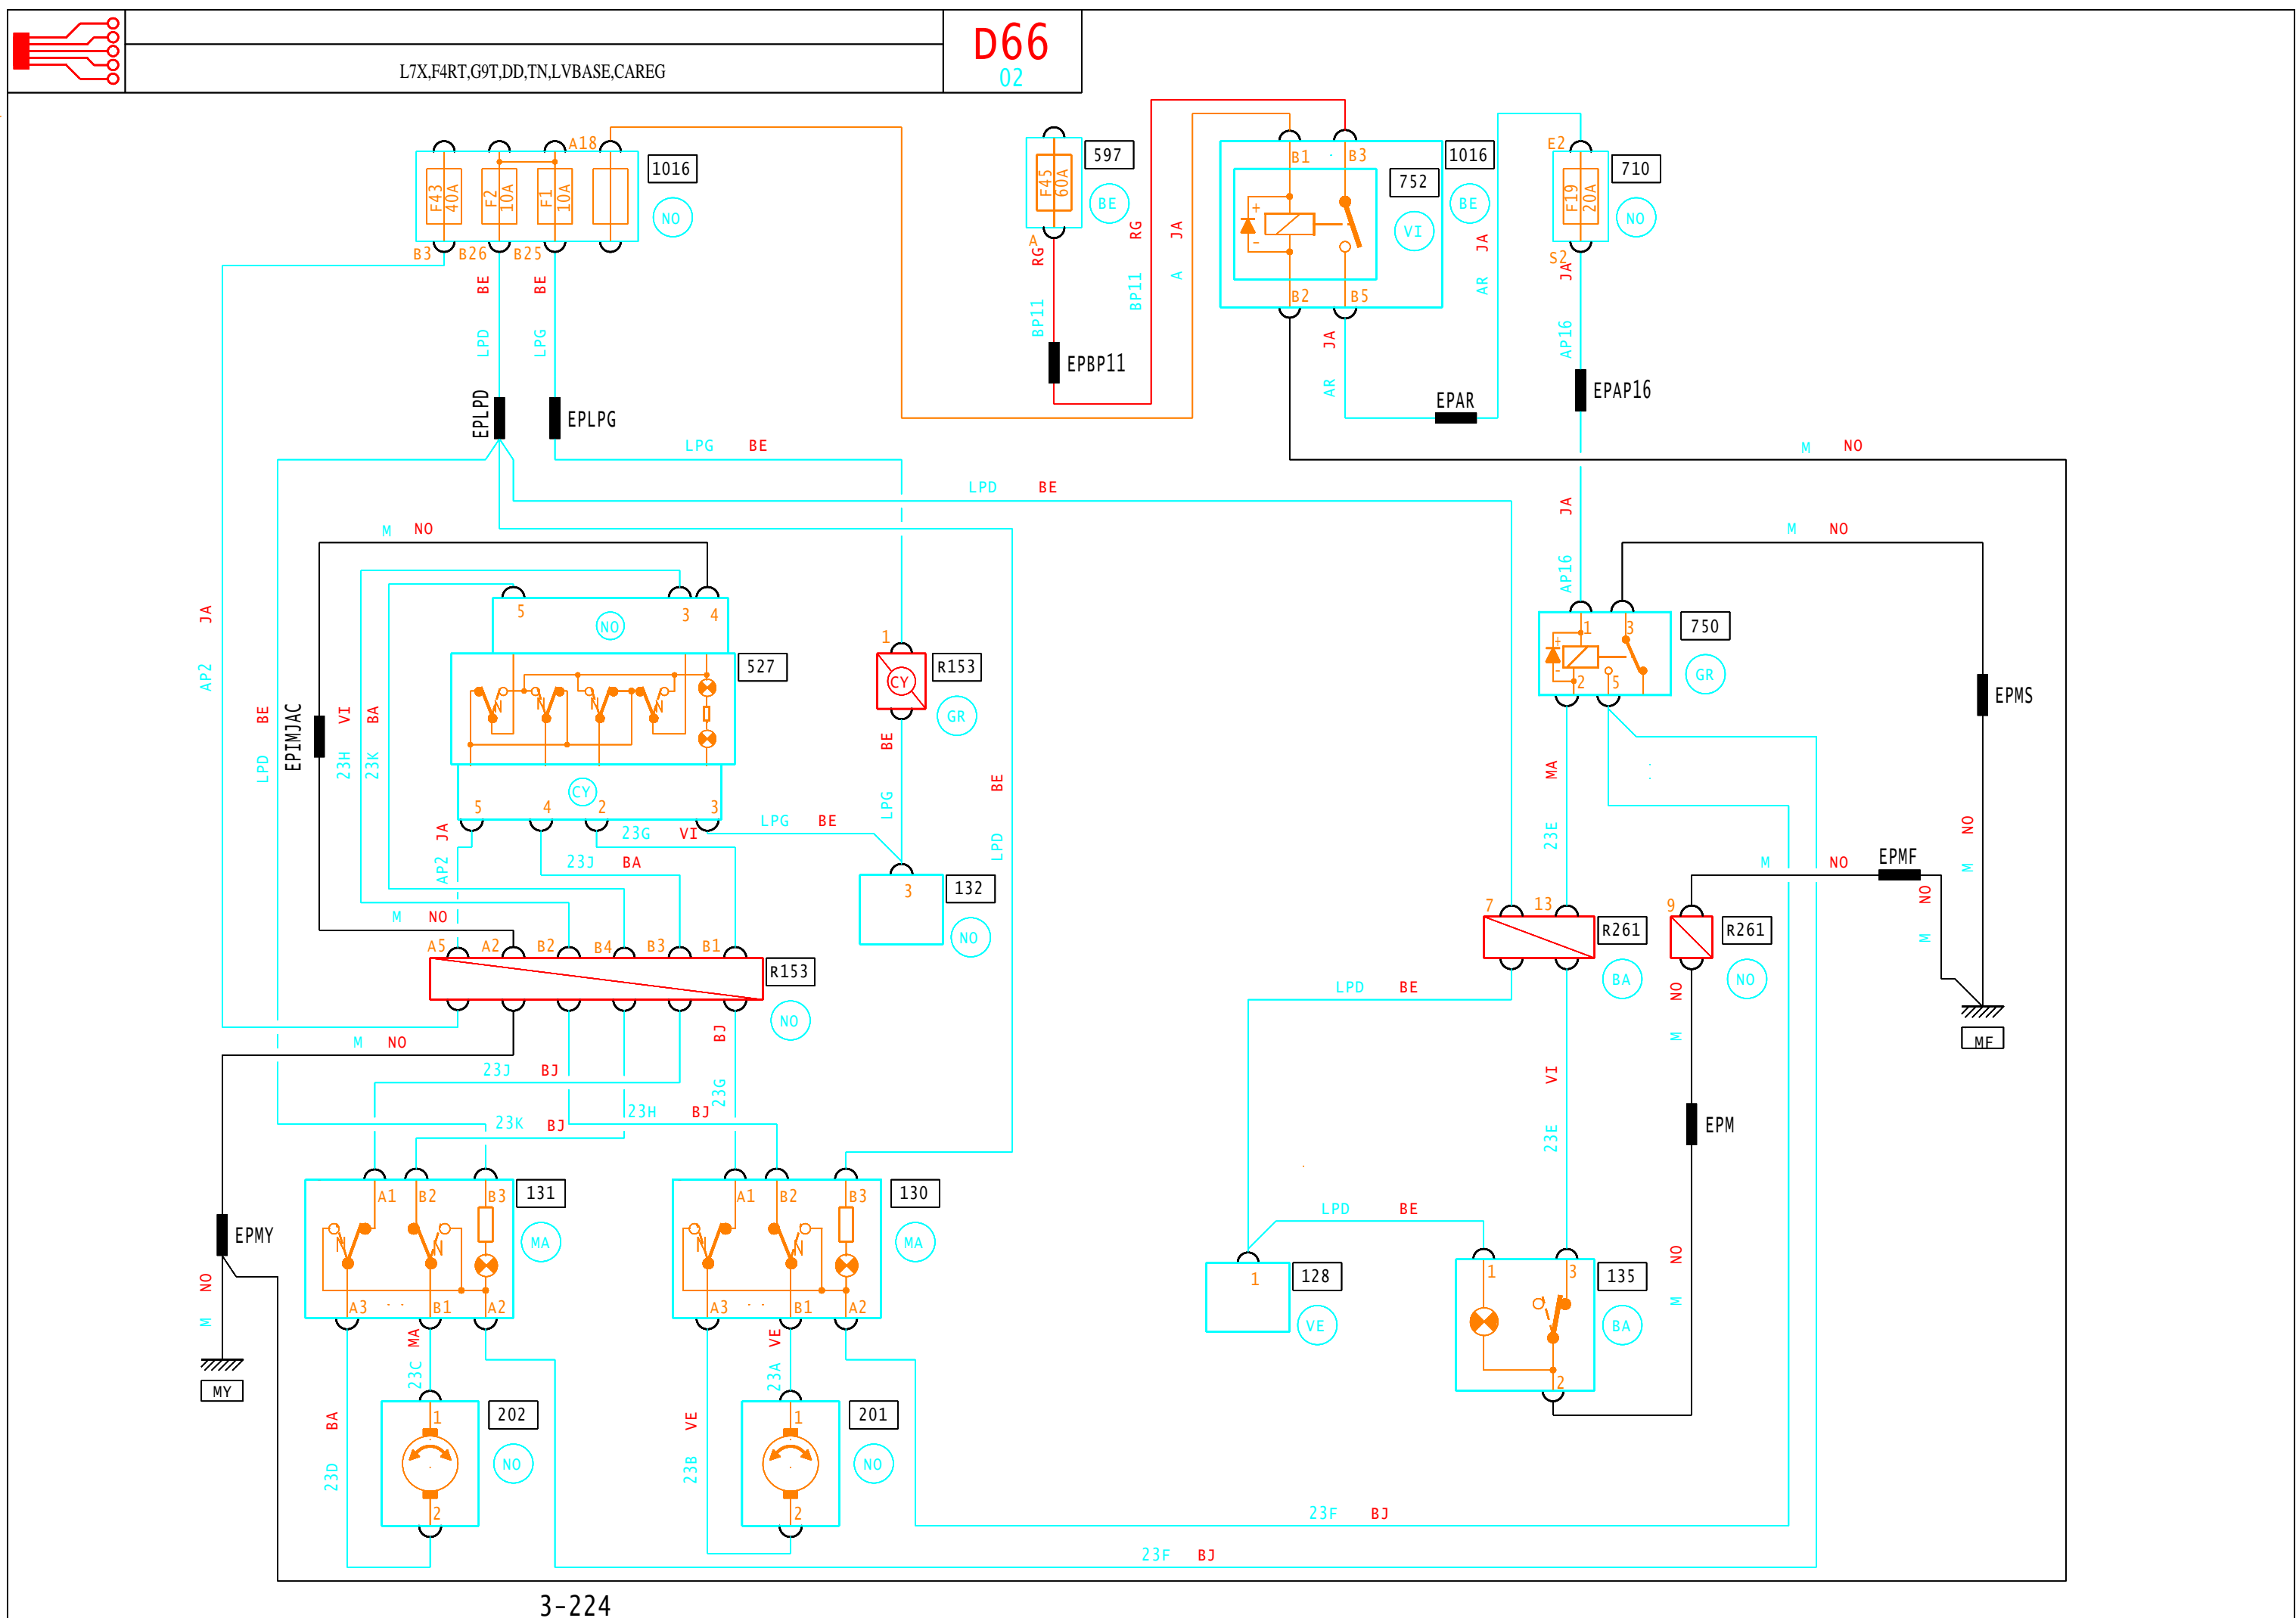 D66
02
L7X,F4RT,G9T,DD,TN,LVBASE,CAREG
A18
F43 40A
F2 10A
F1 10A
1016
NO
B3
B26
B25
BE
LPD
BE
LPG
EPLPD
EPLPG
F45 60A
597
BE
A
RG
BP11
EPBP11
RG
BP11
JA
A
B1
B3
1016
752
BE
VI
+
-
B2
B5
JA
AR
EPAR
JA
AR
E2
F19 20A
710
NO
S2
JA
AP16
EPAP16
LPG BE
M NO
LPD BE
M NO
M NO
JA
AP16
JA
AP2
BE
LPD
EPIMJAC
VI
23H
BA
23K
5
3
4
NO
527
N
N
N
N
CY
5
4
2
3
1
CY
R153
GR
BE
LPG
BE
LPD
1
3
+
-
2
5
750
GR
EPMS
MA
23E
JA
AP2
23G VI
LPG BE
23J BA
3
132
NO
M NO
A5
A2
B2
B4
B3
B1
R153
NO
7
13
R261
BA
9
R261
NO
M NO
EPMF
NO
M
NO
M
MF
M NO
23J BJ
BJ
23G
23H BJ
23K BJ
LPD BE
VI
23E
NO
M
EPM
EPMY
NO
M
MY
A1
B2
B3
131
MA
N
N
A3
B1
A2
A1
B2
B3
130
MA
N
N
A3
B1
A2
LPD BE
1
128
VE
1
3
135
BA
2
NO
M
MA
23C
VE
23A
BA
23D
1
202
NO
2
VE
23B
1
201
NO
2
23F BJ
23F BJ
3-224